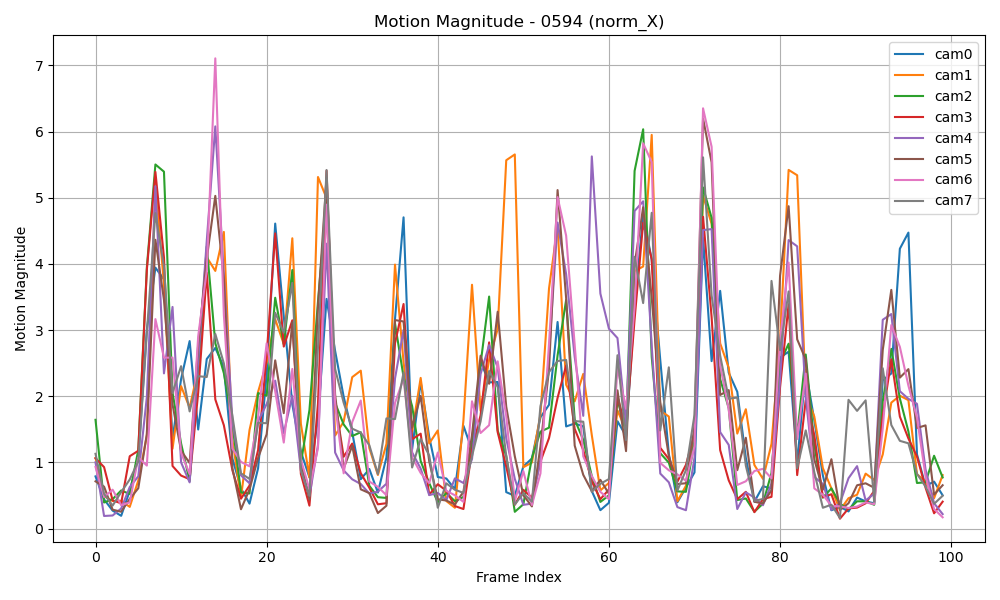 Motion Magnitude - 0594 (norm_X)
Motion Magnitude
7
6
5
4
3
2
1
0
0
20
40
60
80
100
Frame Index
cam0
cam1
cam2
cam3
cam4
cam5
cam6
cam7